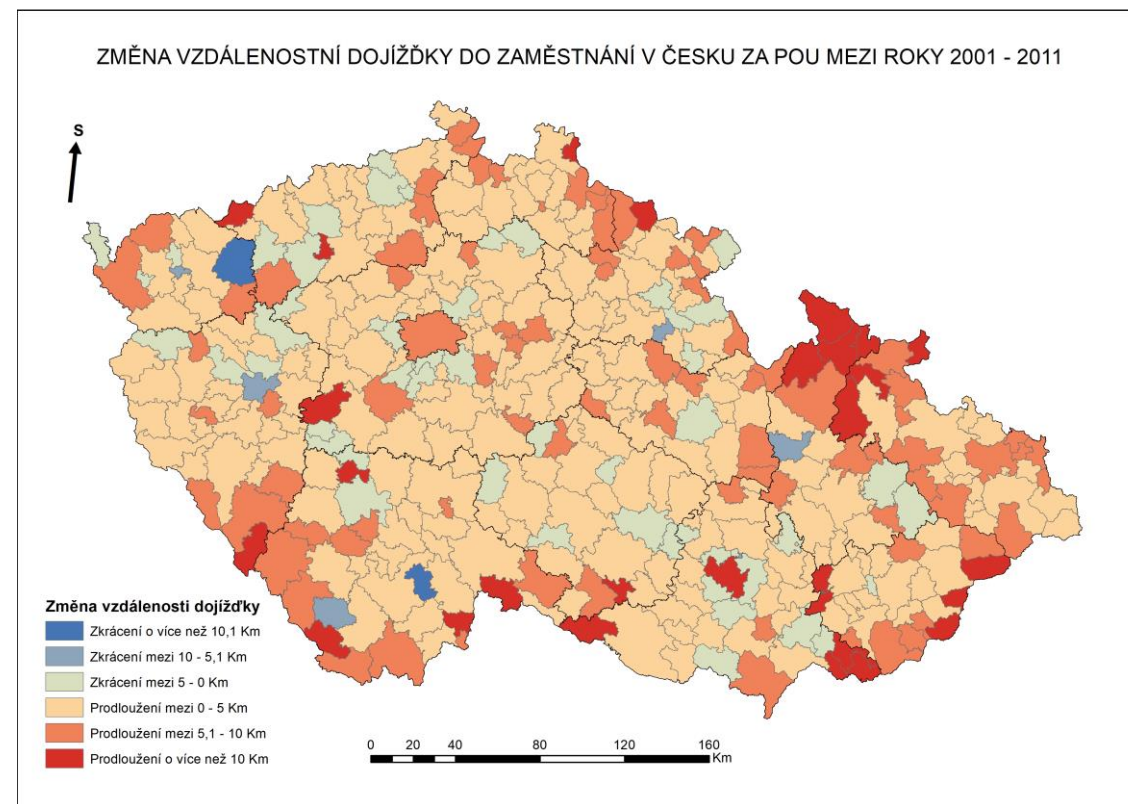 ZMĚNA VZDÁLENOSTNÍ DOJÍŽĎKY DO ZAMĚSTNÁNÍ V ČESKU ZA POU MEZI ROKY 2001 - 2011
S
Změna vzdálenosti dojížďky
Zkrácení o více než 10,1 Km
Zkrácení mezi 10 - 5,1 Km
Zkrácení mezi 5 - 0 Km
Prodloužení mezi 0 - 5 Km
Prodloužení mezi 5,1 - 10 Km
Prodloužení o více než 10 Km
0 20 40 80 120 160
Km